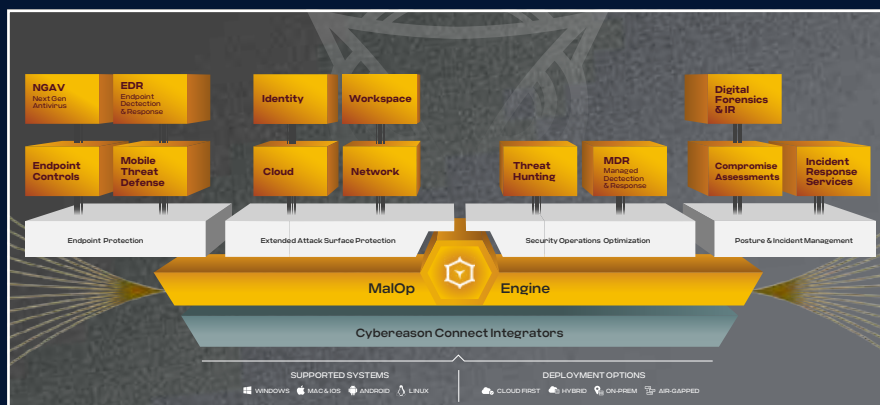 NGAV
Next Gen
Antivirus
EDR
Endpoint
Dectection
& Response
Identity
Workspace
Digital
Forensics
& IR
Endpoint
Controls
Mobile
Threat
Defense
Cloud
Network
Threat
Hunting
MDR
Managed
Dectection
& Response
Compromise
Assessments
Incident
Response
Services
Endpoint Protection
Extended Attack Surface Protection
Security Operations Optimization
Posture & Incident Management
MalOp Engine
Cybereason Connect Integrators
SUPPORTED SYSTEMS
WINDOWS MAC & IOS ANDROID LINUX
DEPLOYMENT OPTIONS
CLOUD FIRST HYBRID ON-PREM AIR-GAPPED